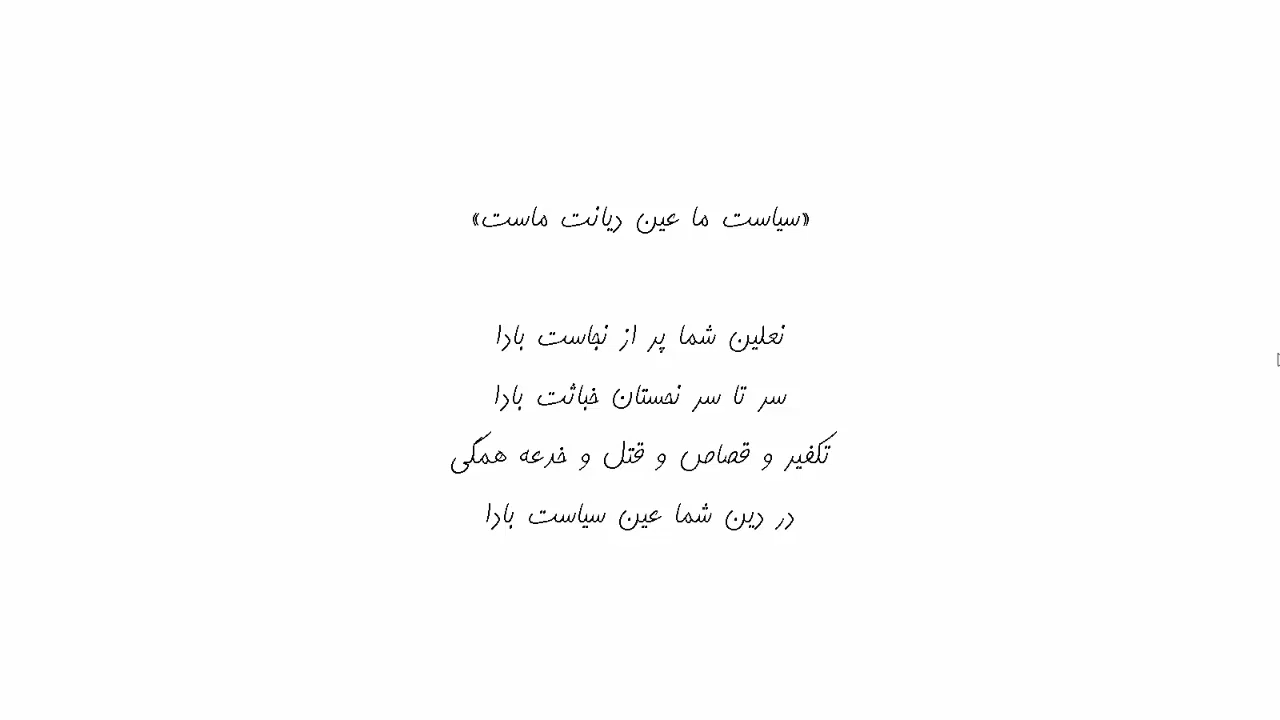 «سیاست ما عین دیانت ماست»
نعلین شما پر از نجاست بادا
سر تا سر نحستان خباثت بادا
تکفیر و قصاص و قتل و خدعه همگی
در دین شما عین سیاست بادا